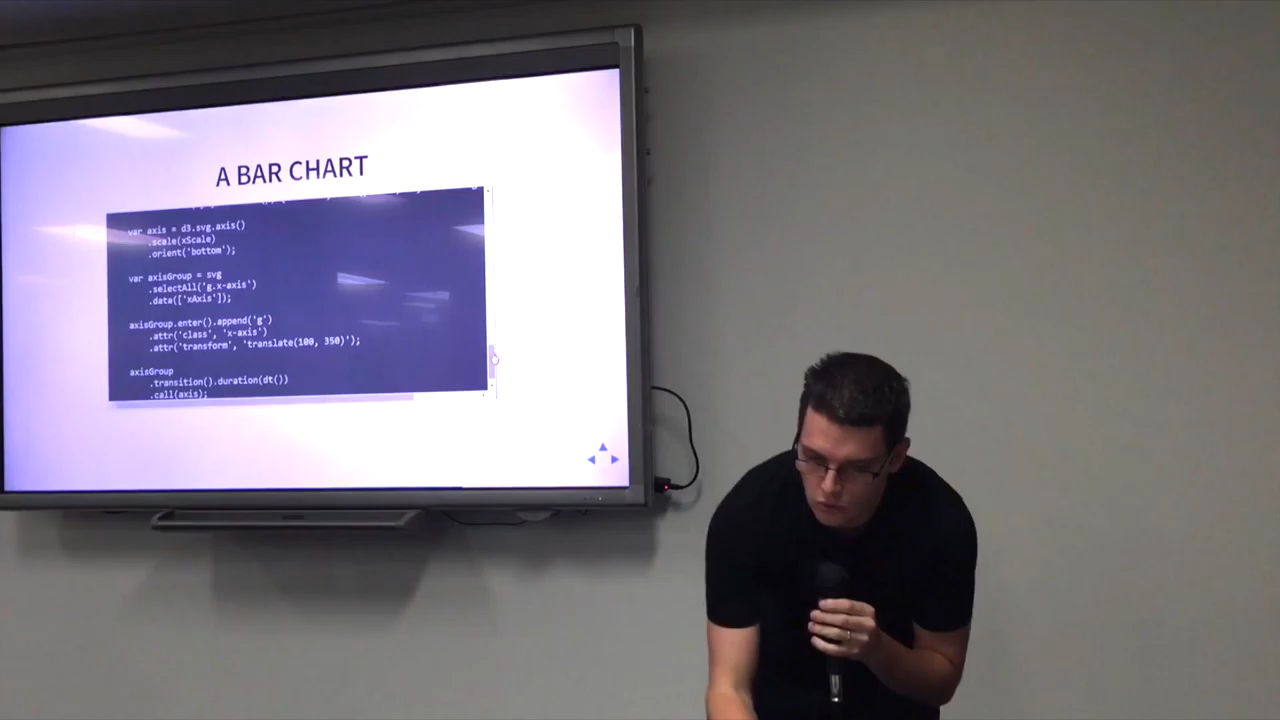 A BAR CHART
var axis = d3.svg.axis()
.scale(xScale)
.orient('bottom');
var axisGroup = svg
.selectAll('g.x-axis')
.data(['xAxis']);
axisGroup.enter().append('g')
.attr('class', 'x-axis')
.attr('transform', 'translate(100, 350)');
axisGroup
.transition().duration(dt())
.call(axis);